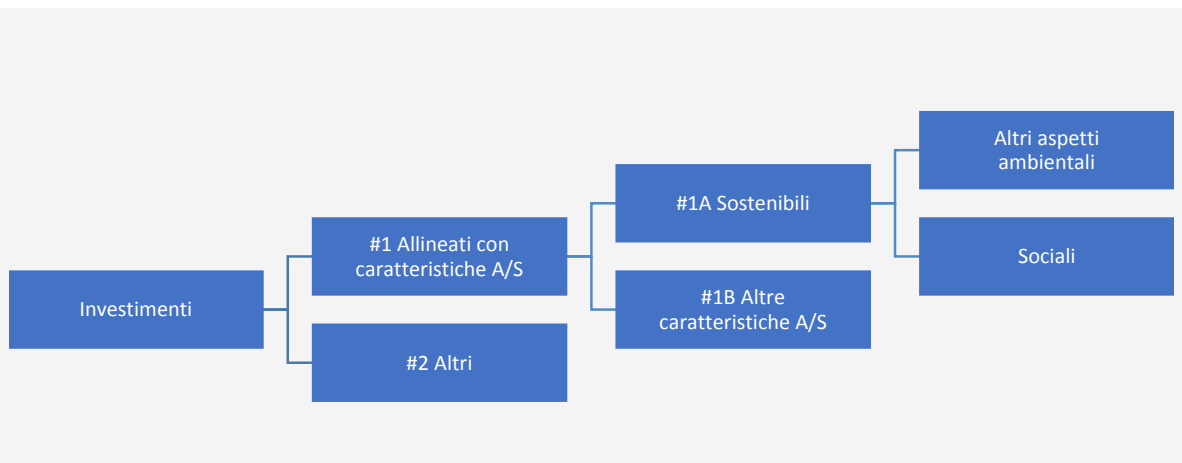 Investimenti
#1 Allineati con
caratteristiche A/S
#2 Altri
#1A Sostenibili
#1B Altre
caratteristiche A/S
Altri aspetti
ambientali
Sociali